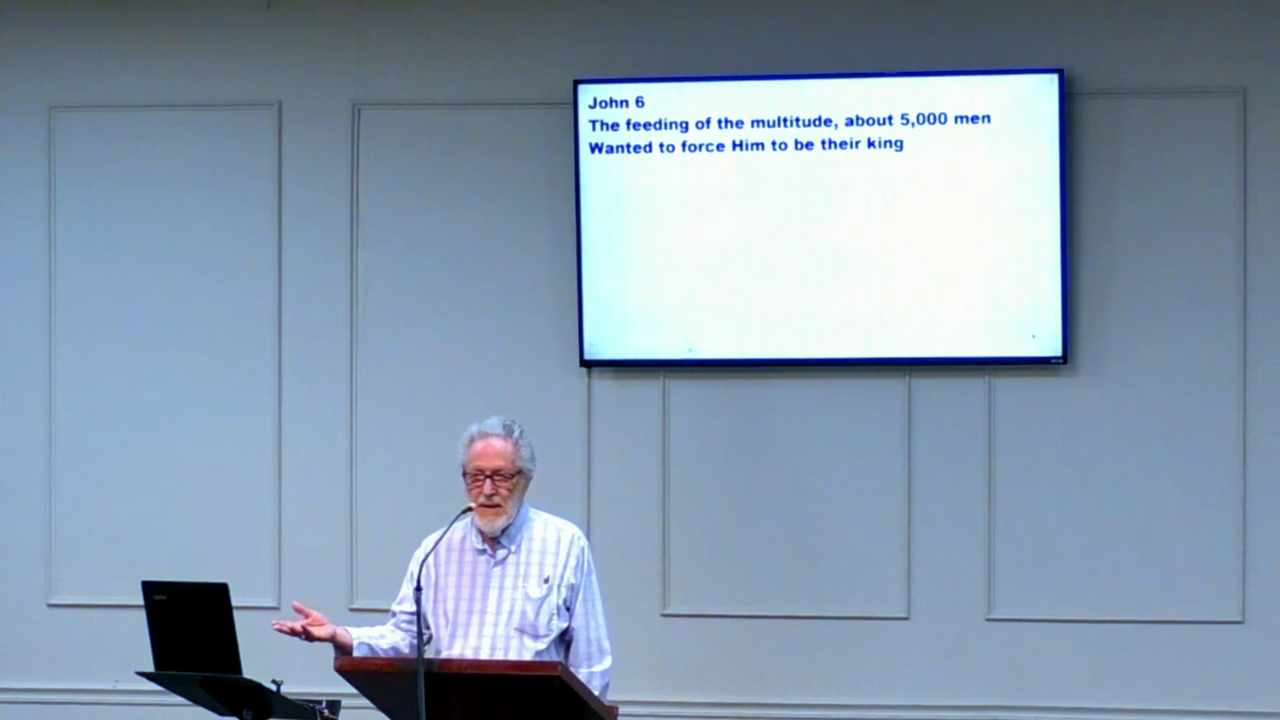 John 6
The feeding of the multitude, about 5,000 men
Wanted to force Him to be their king